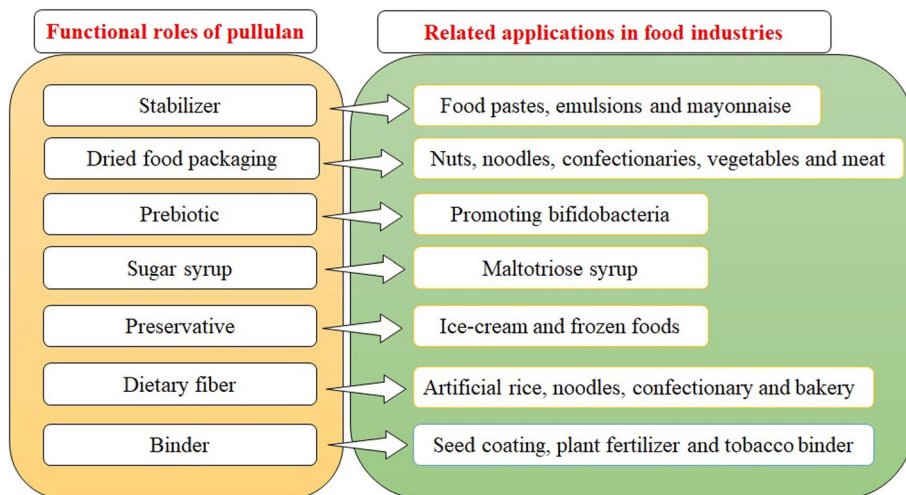 Functional roles of pullulan
Related applications in food industries
Stabilizer
Food pastes, emulsions and mayonnaise
Dried food packaging
Nuts, noodles, confectionaries, vegetables and meat
Prebiotic
Promoting bifidobacteria
Sugar syrup
Maltotriose syrup
Preservative
Ice-cream and frozen foods
Dietary fiber
Artificial rice, noodles, confectionary and bakery
Binder
Seed coating, plant fertilizer and tobacco binder